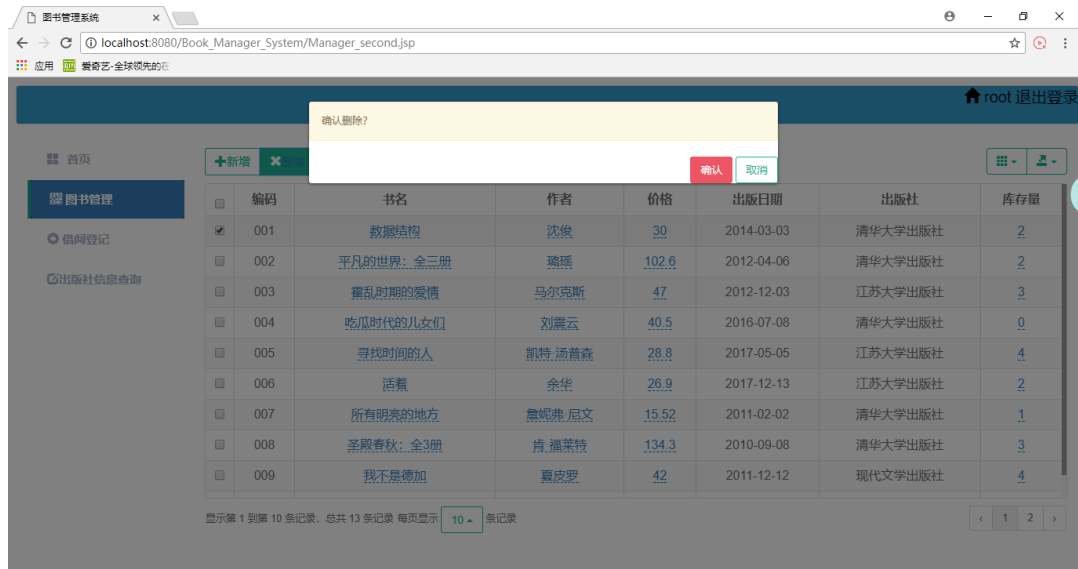 图书管理系统
localhost:8080/Book_Manager_System/Manager_second.jsp
应用 爱奇艺-全球领先的在
root 退出登录
确认删除?
确认 取消
首页
图书管理
借阅登记
出版社信息查询
新增
编码 书名 作者 价格 出版日期 出版社 库存量
001 数据结构 沈俊 30 2014-03-03 清华大学出版社 2
002 平凡的世界：全三册 璐瑶 102.6 2012-04-06 清华大学出版社 2
003 霍乱时期的爱情 马尔克斯 47 2012-12-03 江苏大学出版社 3
004 吃瓜时代的儿女们 刘震云 40.5 2016-07-08 清华大学出版社 0
005 寻找时间的人 凯特·汤普森 28.8 2017-05-05 江苏大学出版社 4
006 活着 余华 26.9 2017-12-13 江苏大学出版社 2
007 所有明亮的地方 詹妮弗·尼文 15.52 2011-02-02 清华大学出版社 1
008 圣殿春秋：全3册 肯·福莱特 134.3 2010-09-08 清华大学出版社 3
009 我不是德加 夏皮罗 42 2011-12-12 现代文学出版社 4
显示第 1 到第 10 条记录，总共 13 条记录 每页显示 10 条记录
‹ 1 2 ›